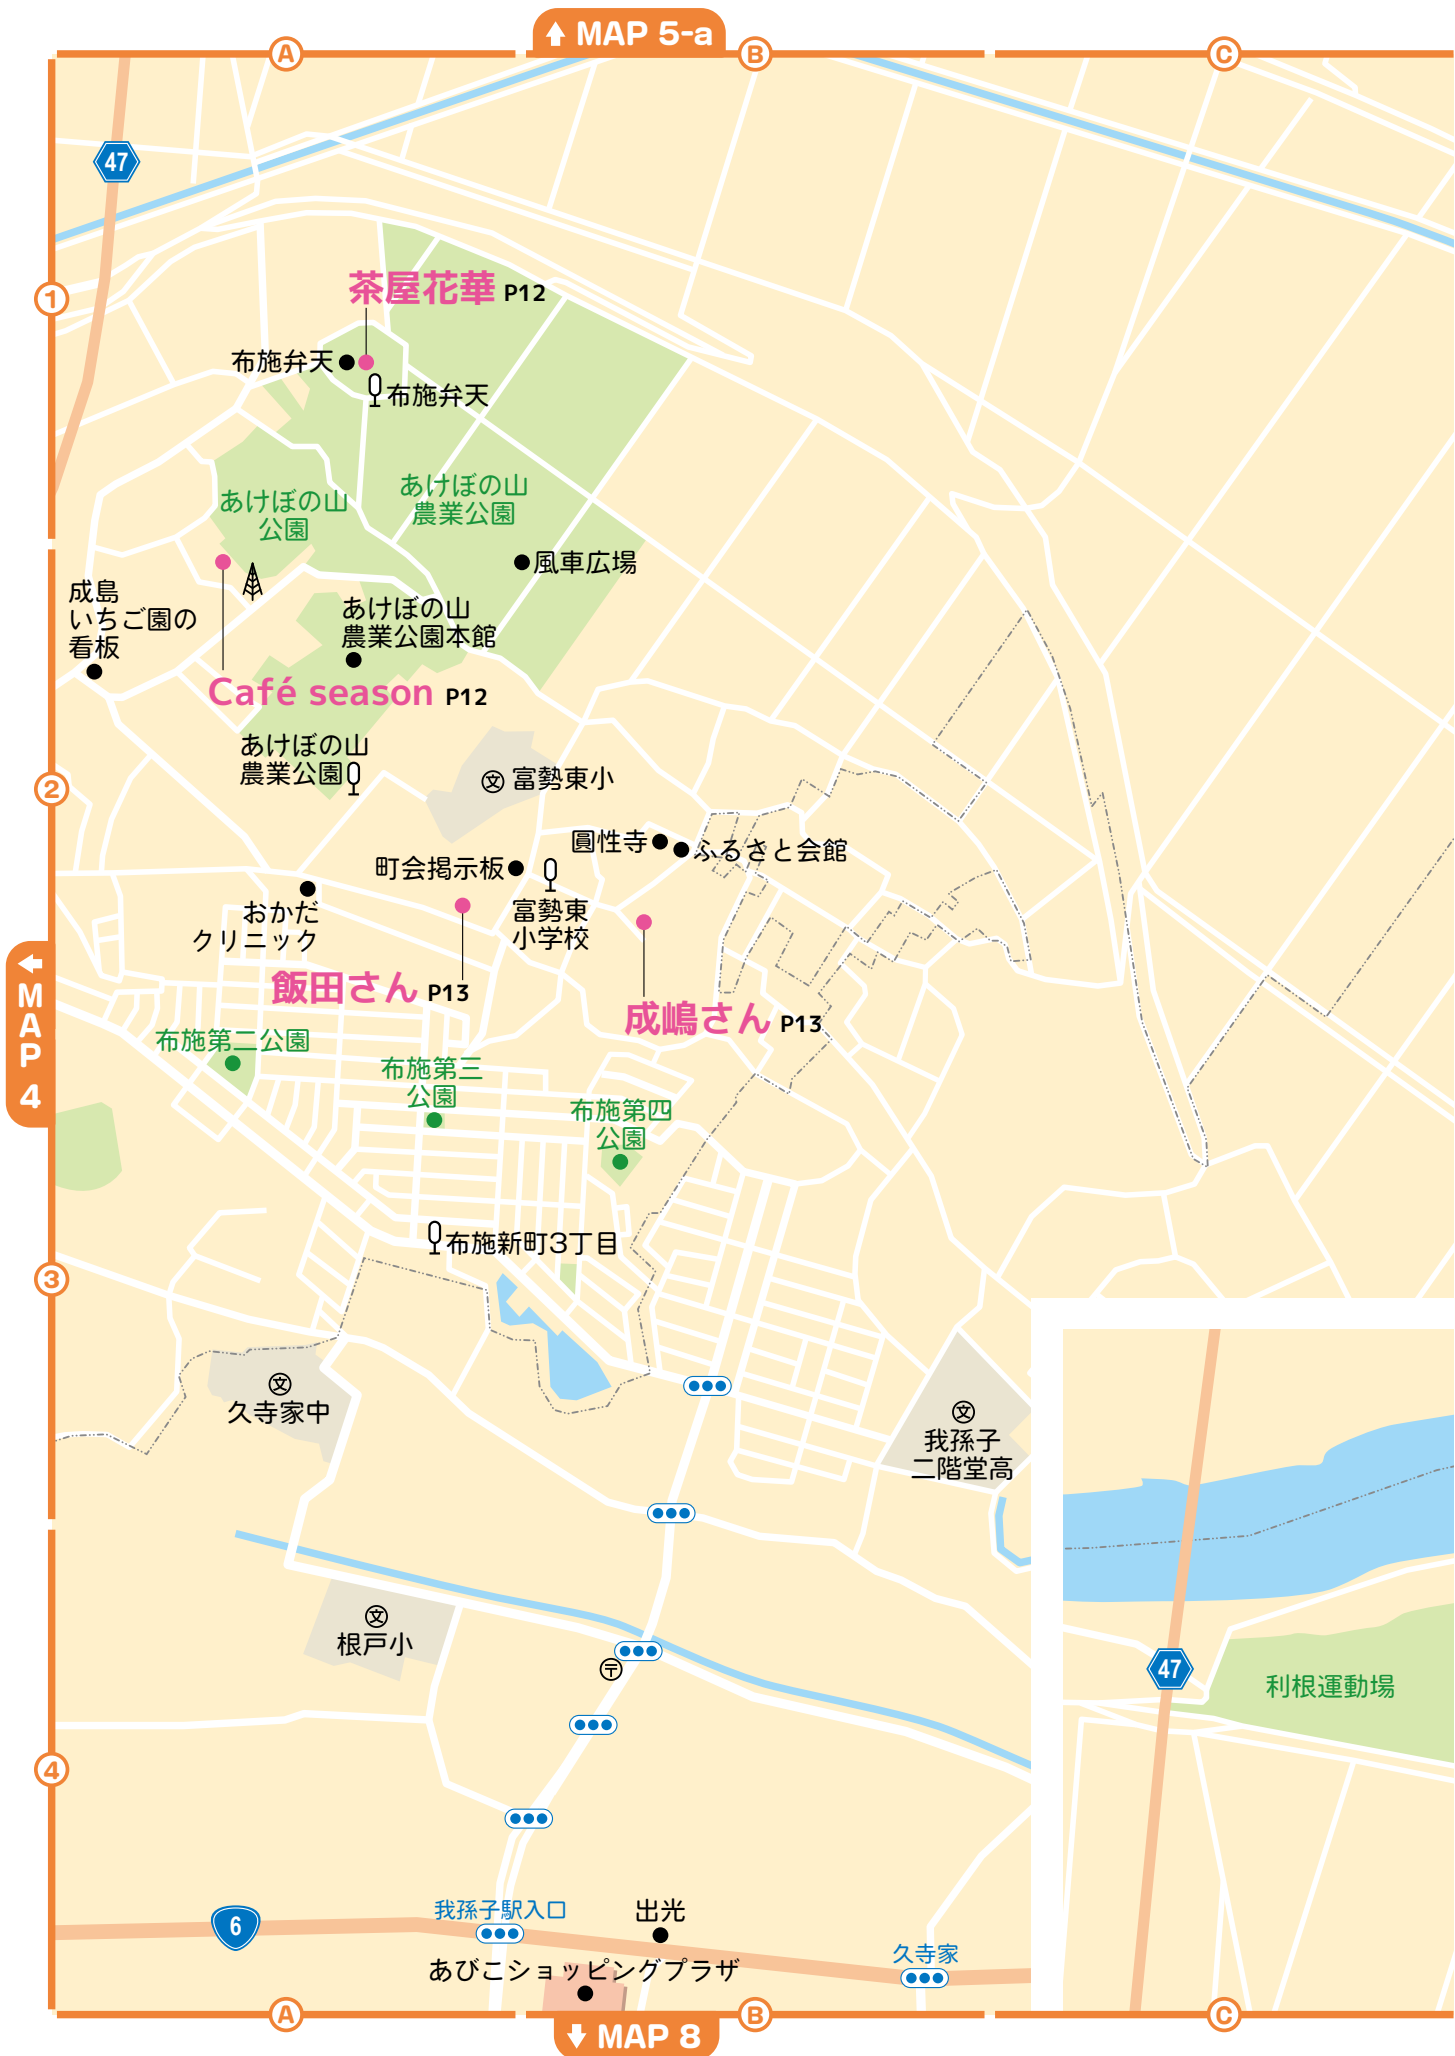 MAP 5-a
A
B
C
47
1
茶屋花華 P12
布施弁天
布施弁天
あけぼの山
公園
あけぼの山
農業公園
風車広場
成島
いちご園の
看板
あけぼの山
農業公園本館
Café season P12
あけぼの山
農業公園
2
文 富勢東小
圓性寺
ふるさと会館
町会掲示板
おかだ
クリニック
富勢東
小学校
飯田さん P13
成嶋さん P13
MAP 4
布施第二公園
布施第三
公園
布施第四
公園
布施新町3丁目
3
文
久寺家中
文
我孫子
二階堂高
文
根戸小
〒
47
利根運動場
4
我孫子駅入口
出光
6
久寺家
あびこショッピングプラザ
A
B
C
MAP 8